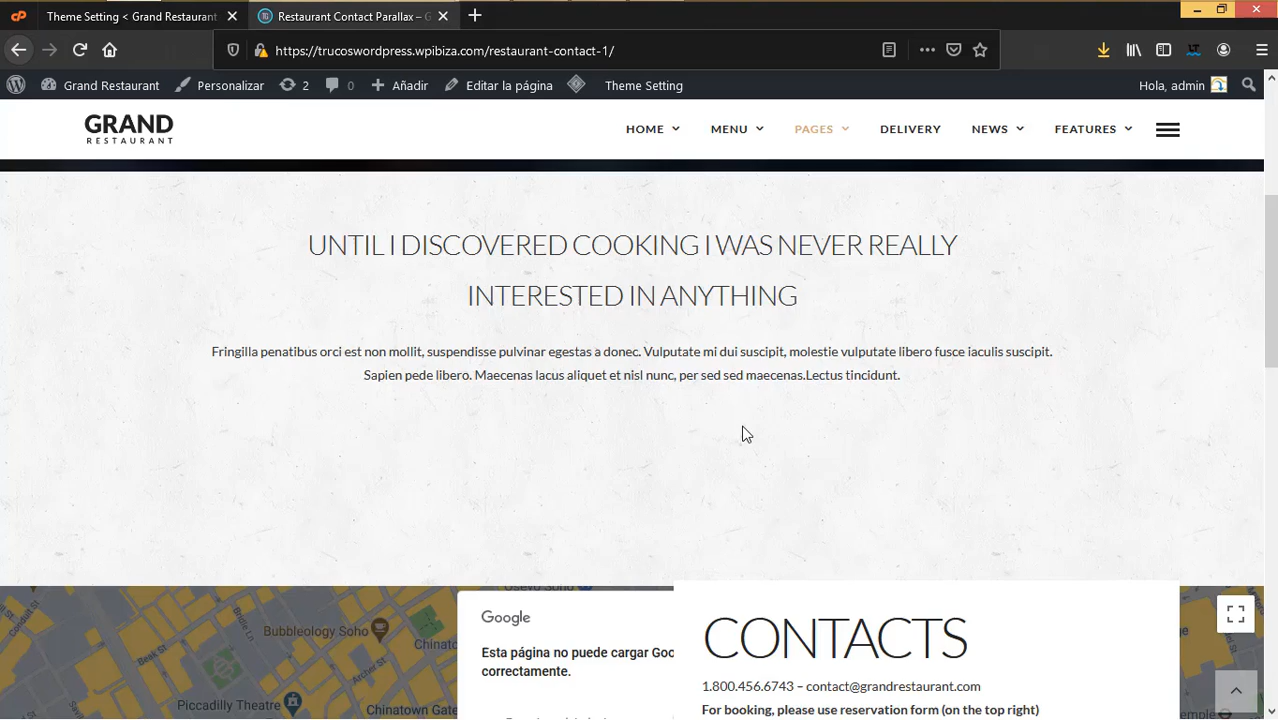 Theme Setting < Grand Restaurant
Restaurant Contact Parallax – G
https://trucoswordpress.wpibiza.com/restaurant-contact-1/
Grand Restaurant
Personalizar
2
0
Añadir
Editar la página
Theme Setting
Hola, admin
GRAND
RESTAURANT
HOME
MENU
PAGES
DELIVERY
NEWS
FEATURES
UNTIL I DISCOVERED COOKING I WAS NEVER REALLY
INTERESTED IN ANYTHING
Fringilla penatibus orci est non mollit, suspendisse pulvinar egestas a donec. Vulputate mi dui suscipit, molestie vulputate libero fusce iaculis suscipit.
Sapien pede libero. Maecenas lacus aliquet et nisl nunc, per sed sed maecenas.Lectus tincidunt.
Bubbleology Soho
Chinato
Beak St
Bridle Ln
Piccadilly Theatre
Chinatown Gate
Google
Esta página no puede cargar Goo
correctamente.
CONTACTS
1.800.456.6743 – contact@grandrestaurant.com
For booking, please use reservation form (on the top right)